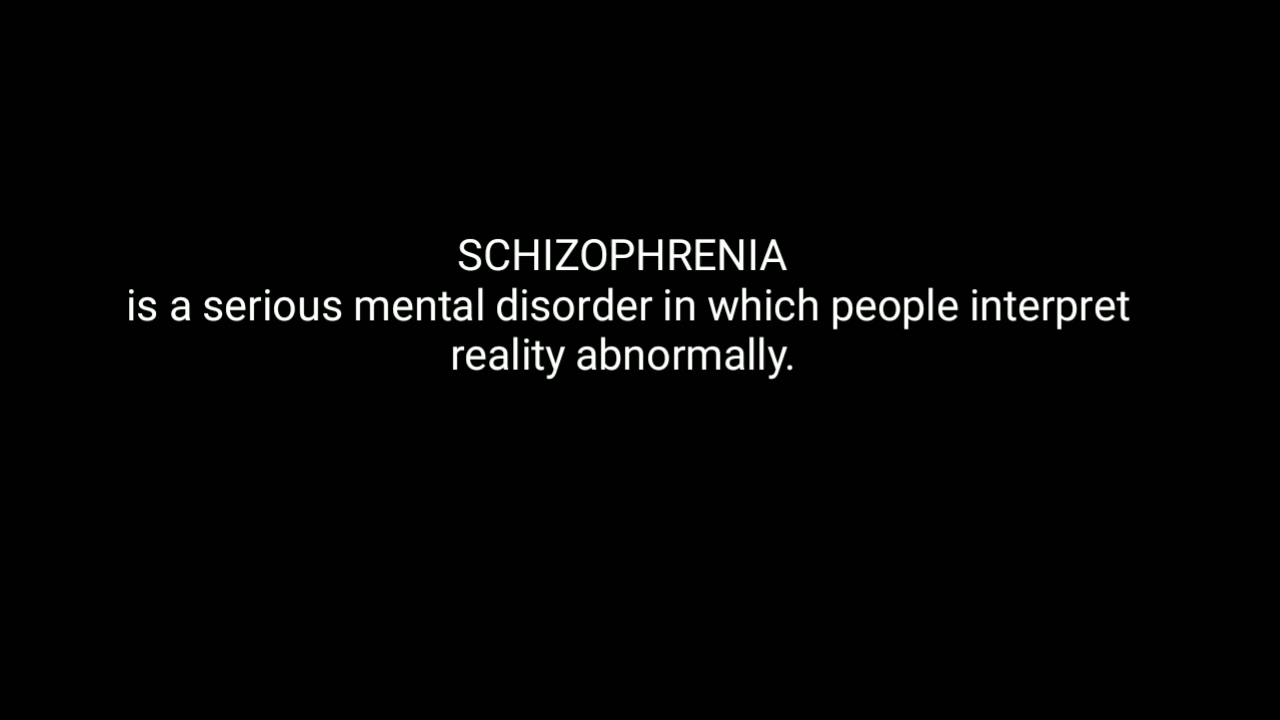 SCHIZOPHRENIA
is a serious mental disorder in which people interpret
reality abnormally.